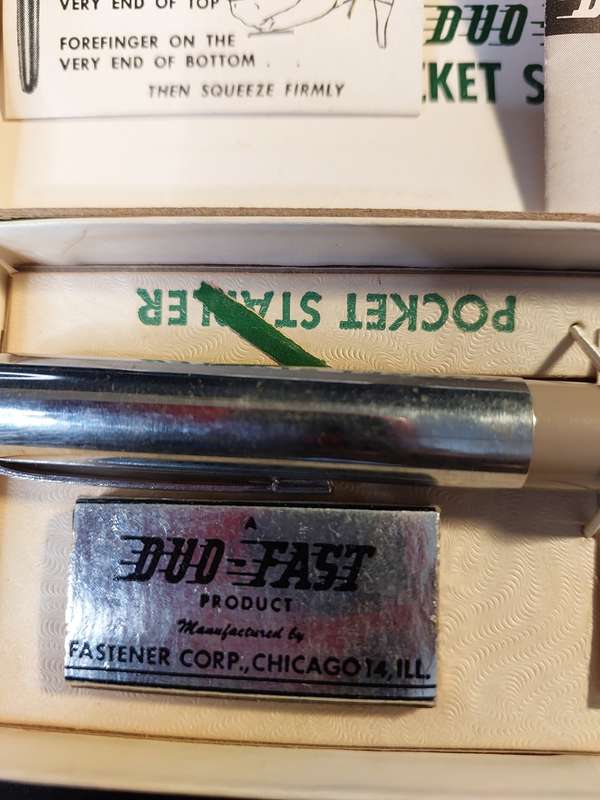 VERY END OF TOP
FOREFINGER ON THE
VERY END OF BOTTOM . .
THEN SQUEEZE FIRMLY
DUO-
KET S
POCKET STAPLER
A
DUO-FAST
PRODUCT
Manufactured by
FASTENER CORP., CHICAGO 14, ILL.